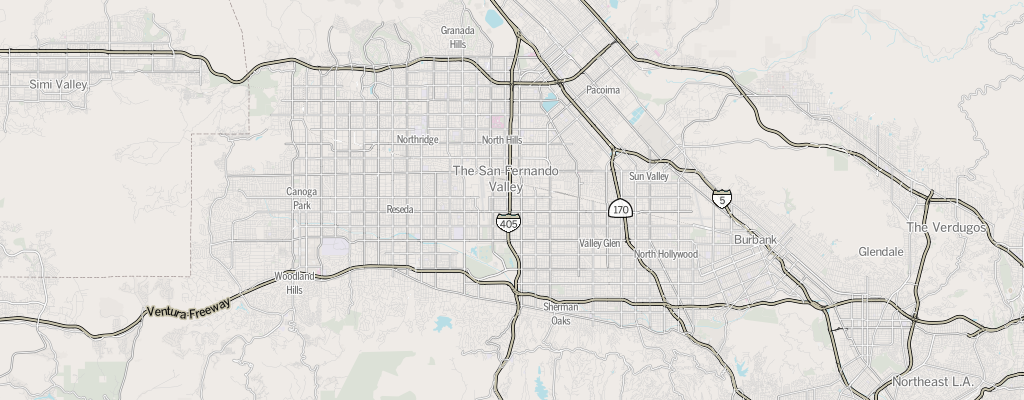 Granada
Hills
Simi Valley
Pacoima
Northridge
North Hills
The San Fernando
Valley
Sun Valley
Canoga
Park
5
Reseda
170
405
The Verdugos
Burbank
Valley Glen
Glendale
North Hollywood
Woodland
Hills
Ventura Freeway
Sherman
Oaks
Northeast L.A.